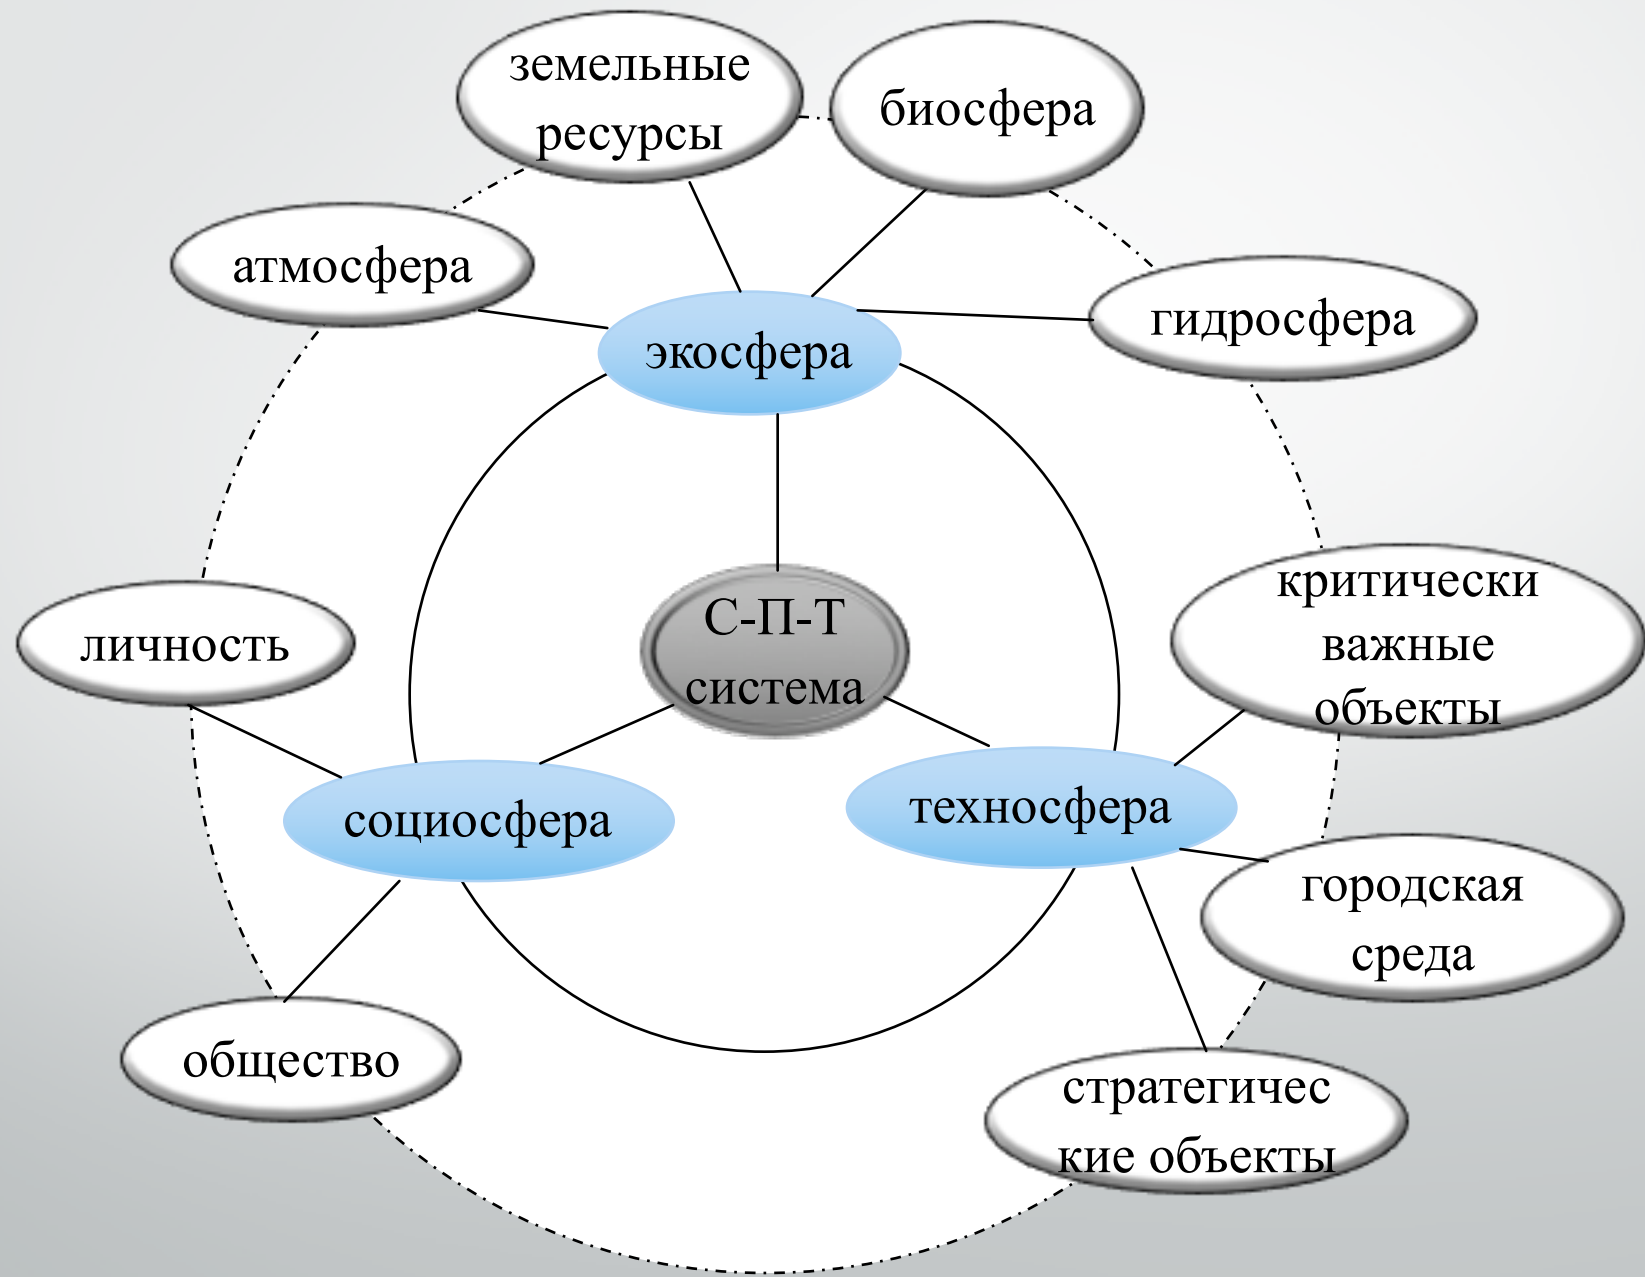 земельные
ресурсы
биосфера
атмосфера
гидросфера
экосфера
критически
важные
объекты
личность
С-П-Т
система
социосфера
техносфера
городская
среда
общество
стратегичес
кие объекты